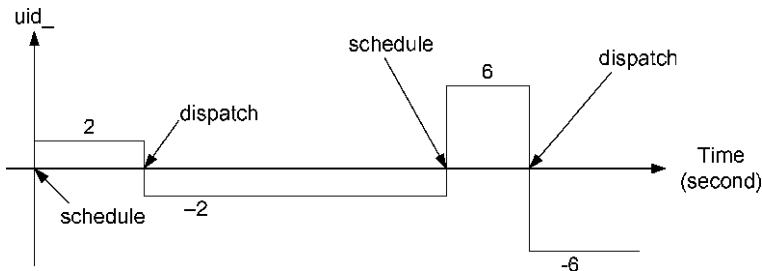 uid_
schedule
6
dispatch
2
dispatch
Time
(second)
schedule
–2
-6